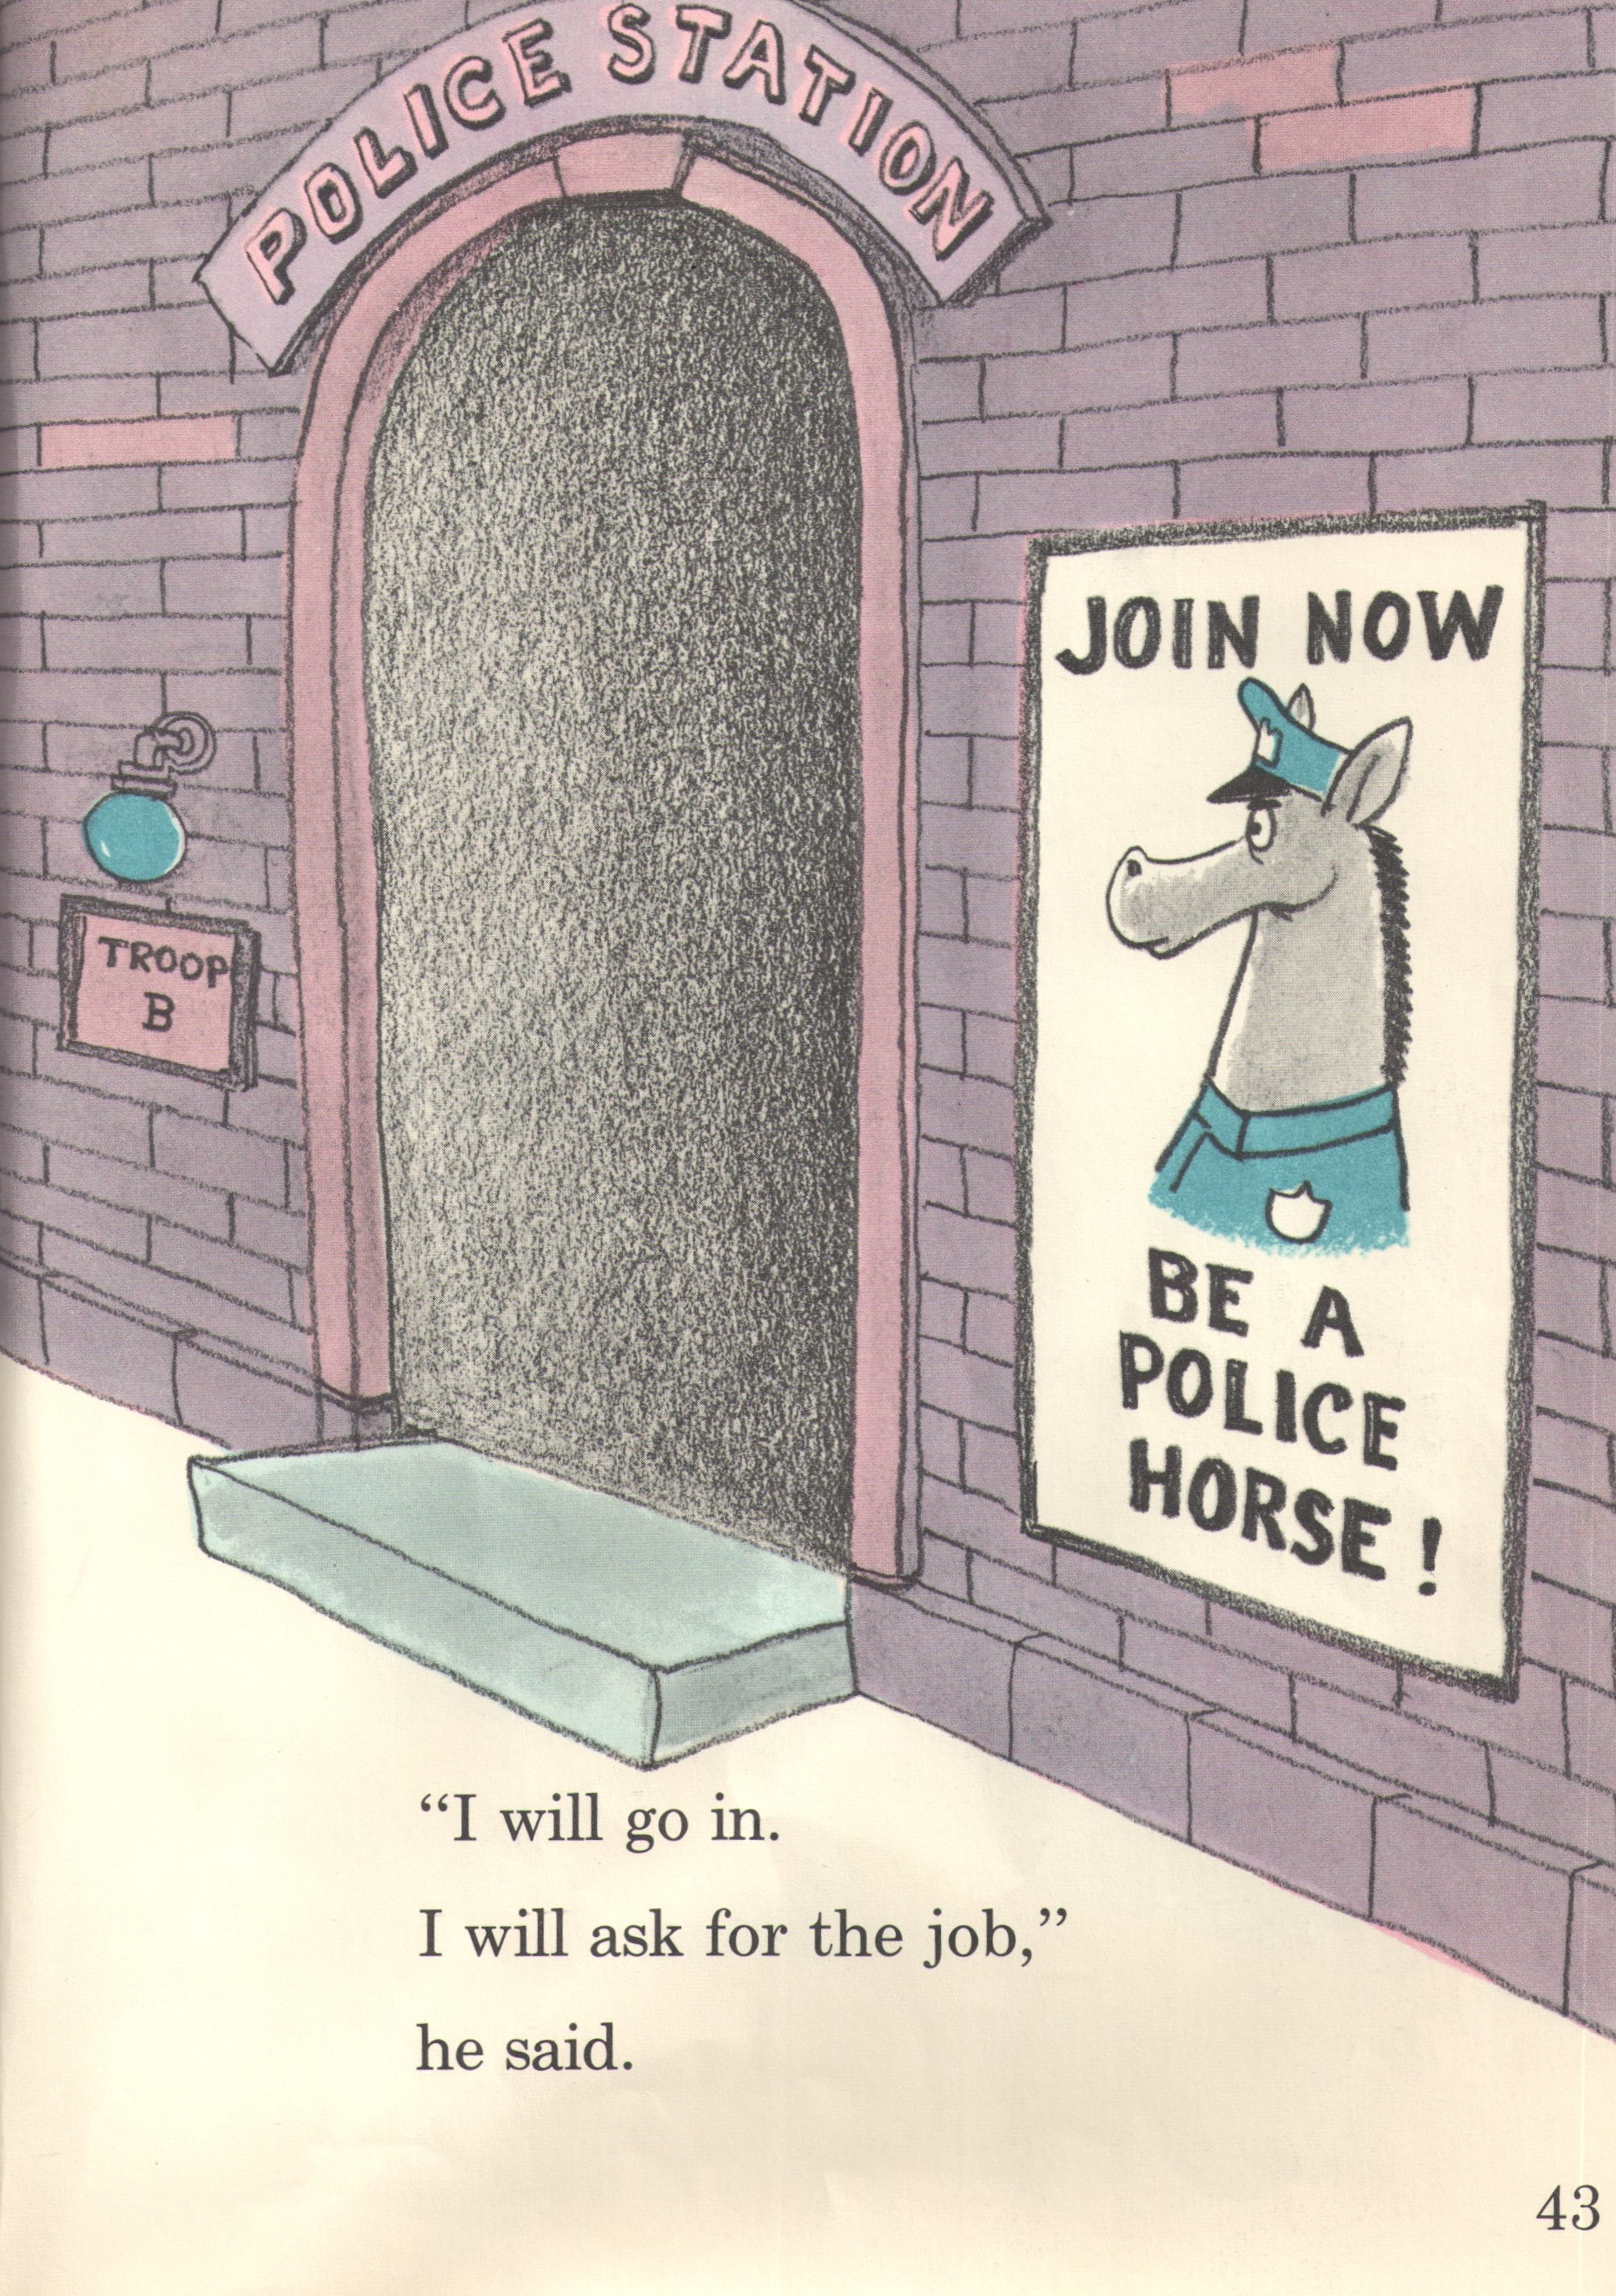 POLICE STATION
TROOP
B
JOIN NOW
BE A
POLICE
HORSE!
“I will go in.
I will ask for the job,”
he said.
43